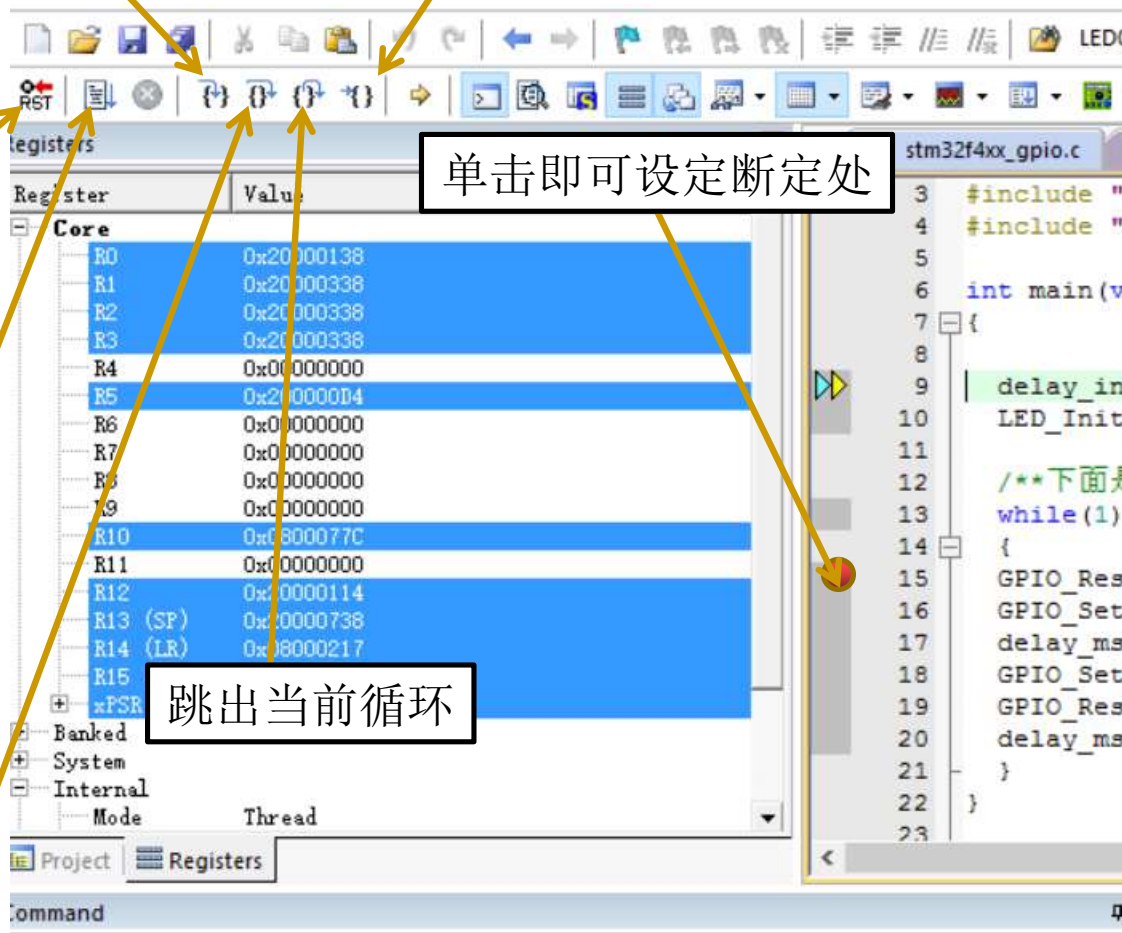 LED
RST
egisters
Register Value
Core
R0 0x20000138
R1 0x20000338
R2 0x20000338
R3 0x20000338
R4 0x00000000
R5 0x200000D4
R6 0x00000000
R7 0x00000000
R8 0x00000000
R9 0x00000000
R10 0x0800077C
R11 0x00000000
R12 0x20000114
R13 (SP) 0x20000738
R14 (LR) 0x08000217
R15
xPSR
Banked
System
Internal
Mode Thread
Project Registers
ommand
单击即可设定断定处
跳出当前循环
stm32f4xx_gpio.c
3 #include "
4 #include "
5
6 int main(v
7 {
8
9 delay_in
10 LED_Init
11
12 /**下面
13 while(1)
14 {
15 GPIO_Res
16 GPIO_Set
17 delay_ms
18 GPIO_Set
19 GPIO_Res
20 delay_ms
21 }
22 }
23